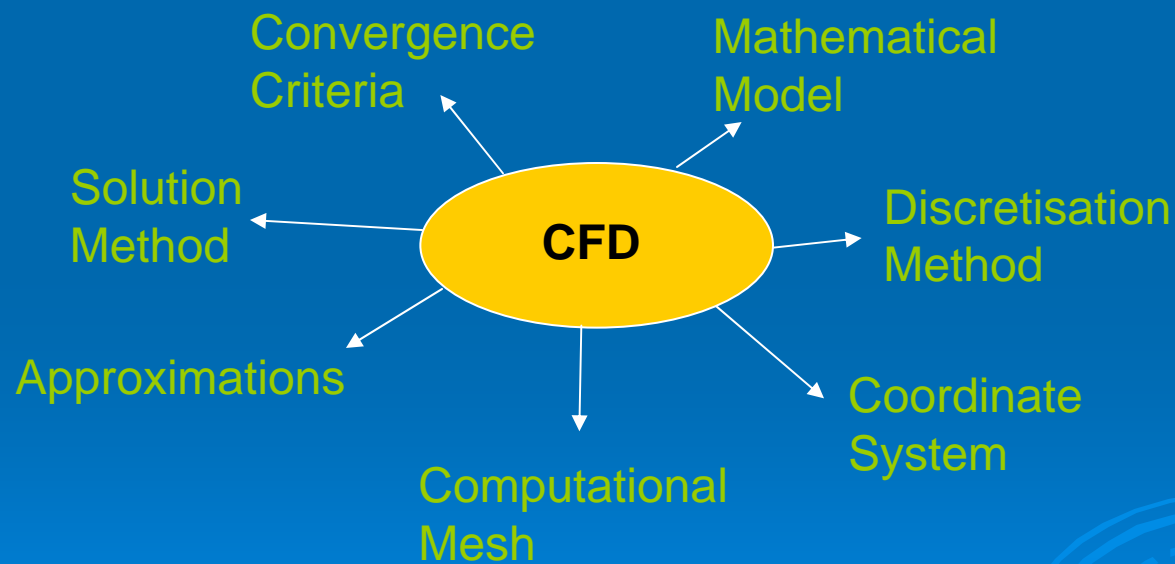 Convergence
Criteria
Mathematical
Model
Solution
Method
CFD
Discretisation
Method
Approximations
Coordinate
System
Computational
Mesh